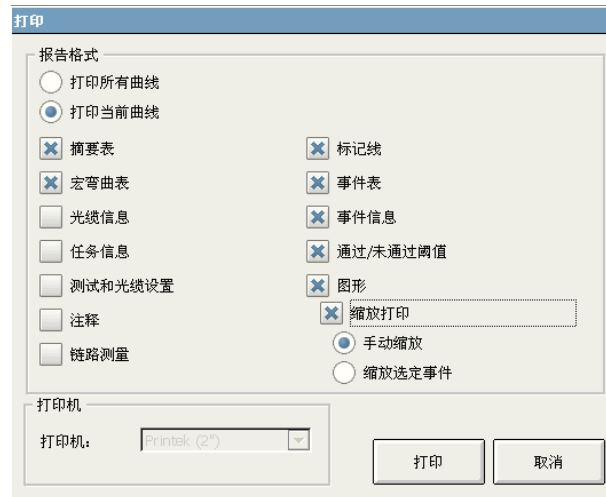 打印
报告格式
打印所有曲线
打印当前曲线
摘要表
标记线
宏弯曲表
事件表
光缆信息
事件信息
任务信息
通过/未通过阈值
测试和光缆设置
图形
注释
缩放打印
链路测量
手动缩放
缩放选定事件
打印机
打印机:
Printek (2")
打印
取消